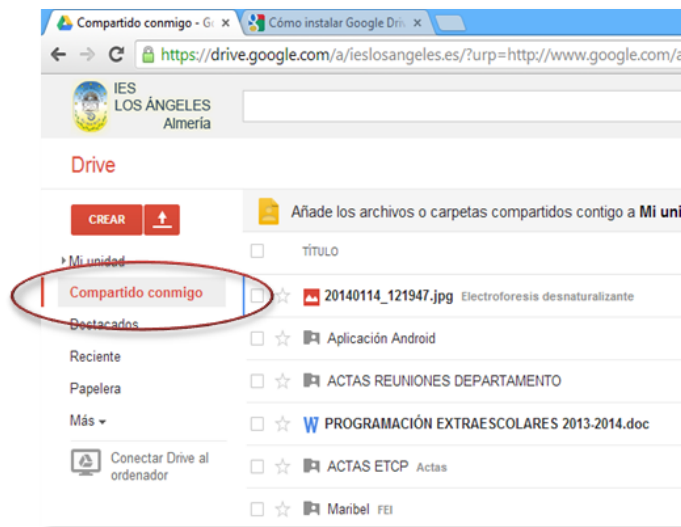 Compartido conmigo - Go
Cómo instalar Google Driv
https://drive.google.com/a/ieslosangeles.es/?urp=http://www.google.com/a
IES
LOS ÁNGELES
Almería
Drive
CREAR
Añade los archivos o carpetas compartidos contigo a Mi uni
Mi unidad
TÍTULO
Compartido conmigo
20140114_121947.jpg Electroforesis desnaturalizante
Destacados
Aplicación Android
Reciente
ACTAS REUNIONES DEPARTAMENTO
Papelera
Más
PROGRAMACIÓN EXTRAESCOLARES 2013-2014.doc
Conectar Drive al
ordenador
ACTAS ETCP Actas
Maribel FEI